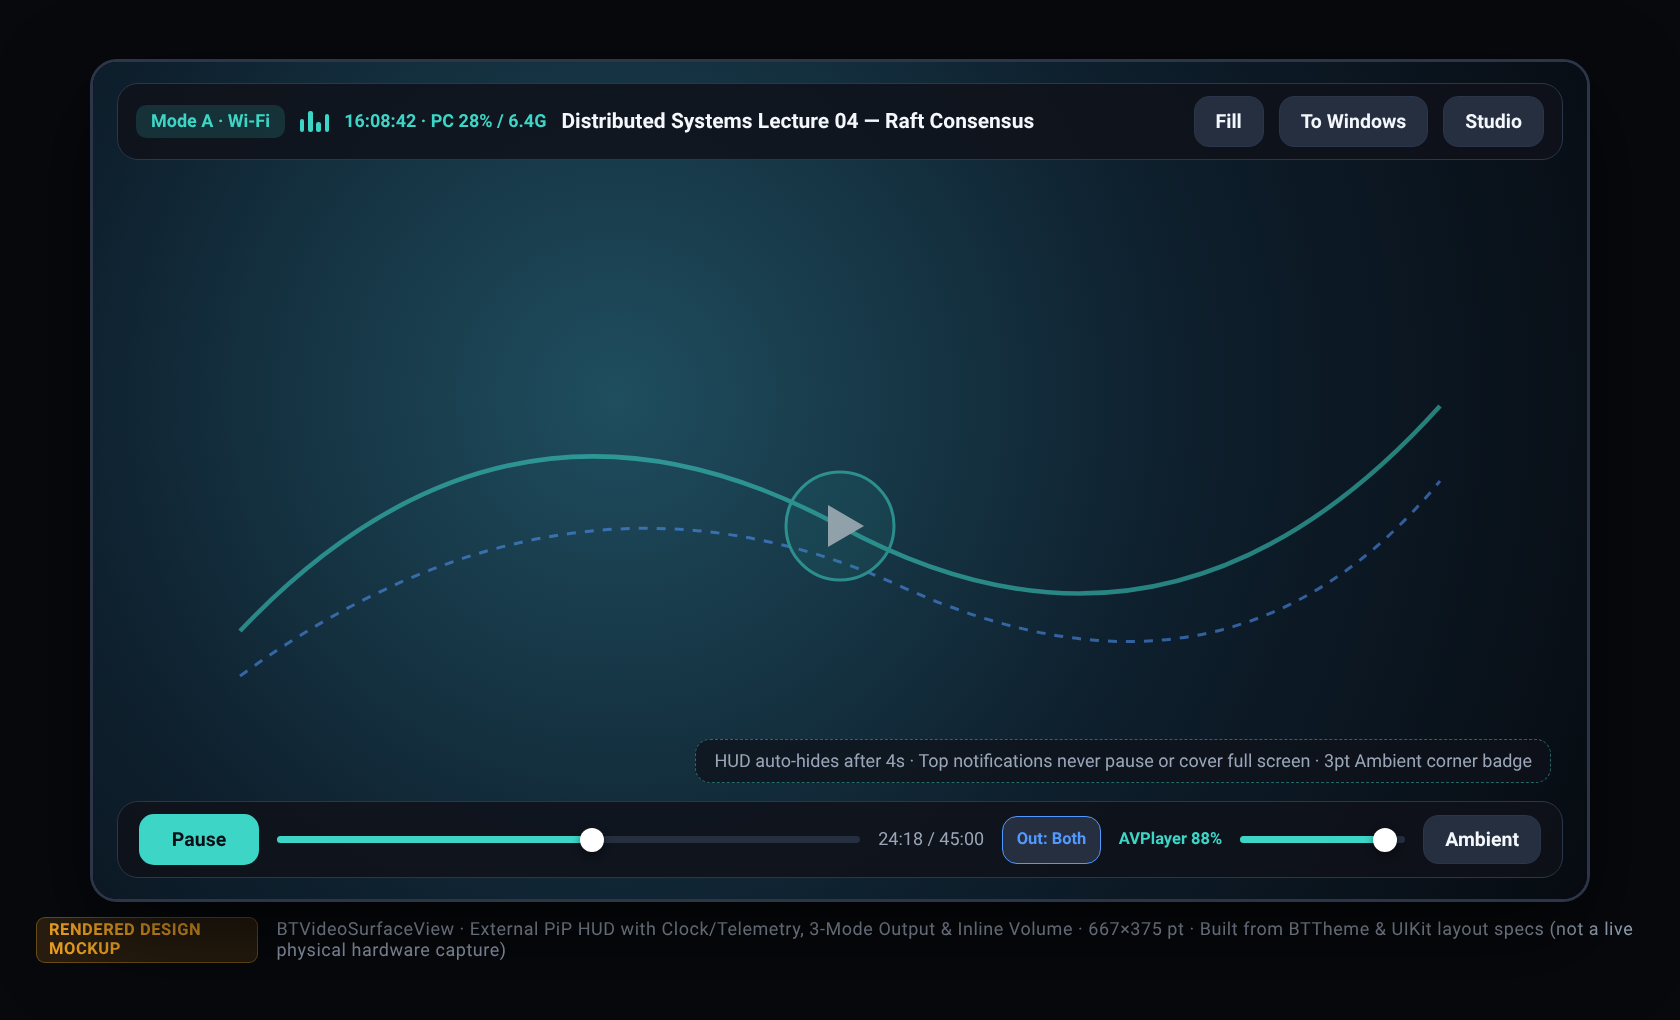 Mode A · Wi-Fi
16:08:42 · PC 28% / 6.4G
Distributed Systems Lecture 04 — Raft Consensus
Fill
To Windows
Studio
HUD auto-hides after 4s · Top notifications never pause or cover full screen · 3pt Ambient corner badge
Pause
24:18 / 45:00
Out: Both
AVPlayer 88%
Ambient
RENDERED DESIGN
MOCKUP
BTVideoSurfaceView · External PiP HUD with Clock/Telemetry, 3-Mode Output & Inline Volume · 667×375 pt · Built from BTTheme & UIKit layout specs (not a live
physical hardware capture)